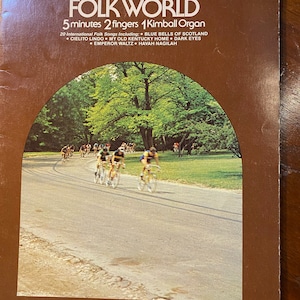 FOLK WORLD
5 minutes 2 fingers 1 Kimball Organ
20 International Folk Songs Including: • BLUE BELLS OF SCOTLAND
• CIELITO LINDO • MY OLD KENTUCKY HOME • DARK EYES
• EMPEROR WALTZ • HAVAH NAGILAH